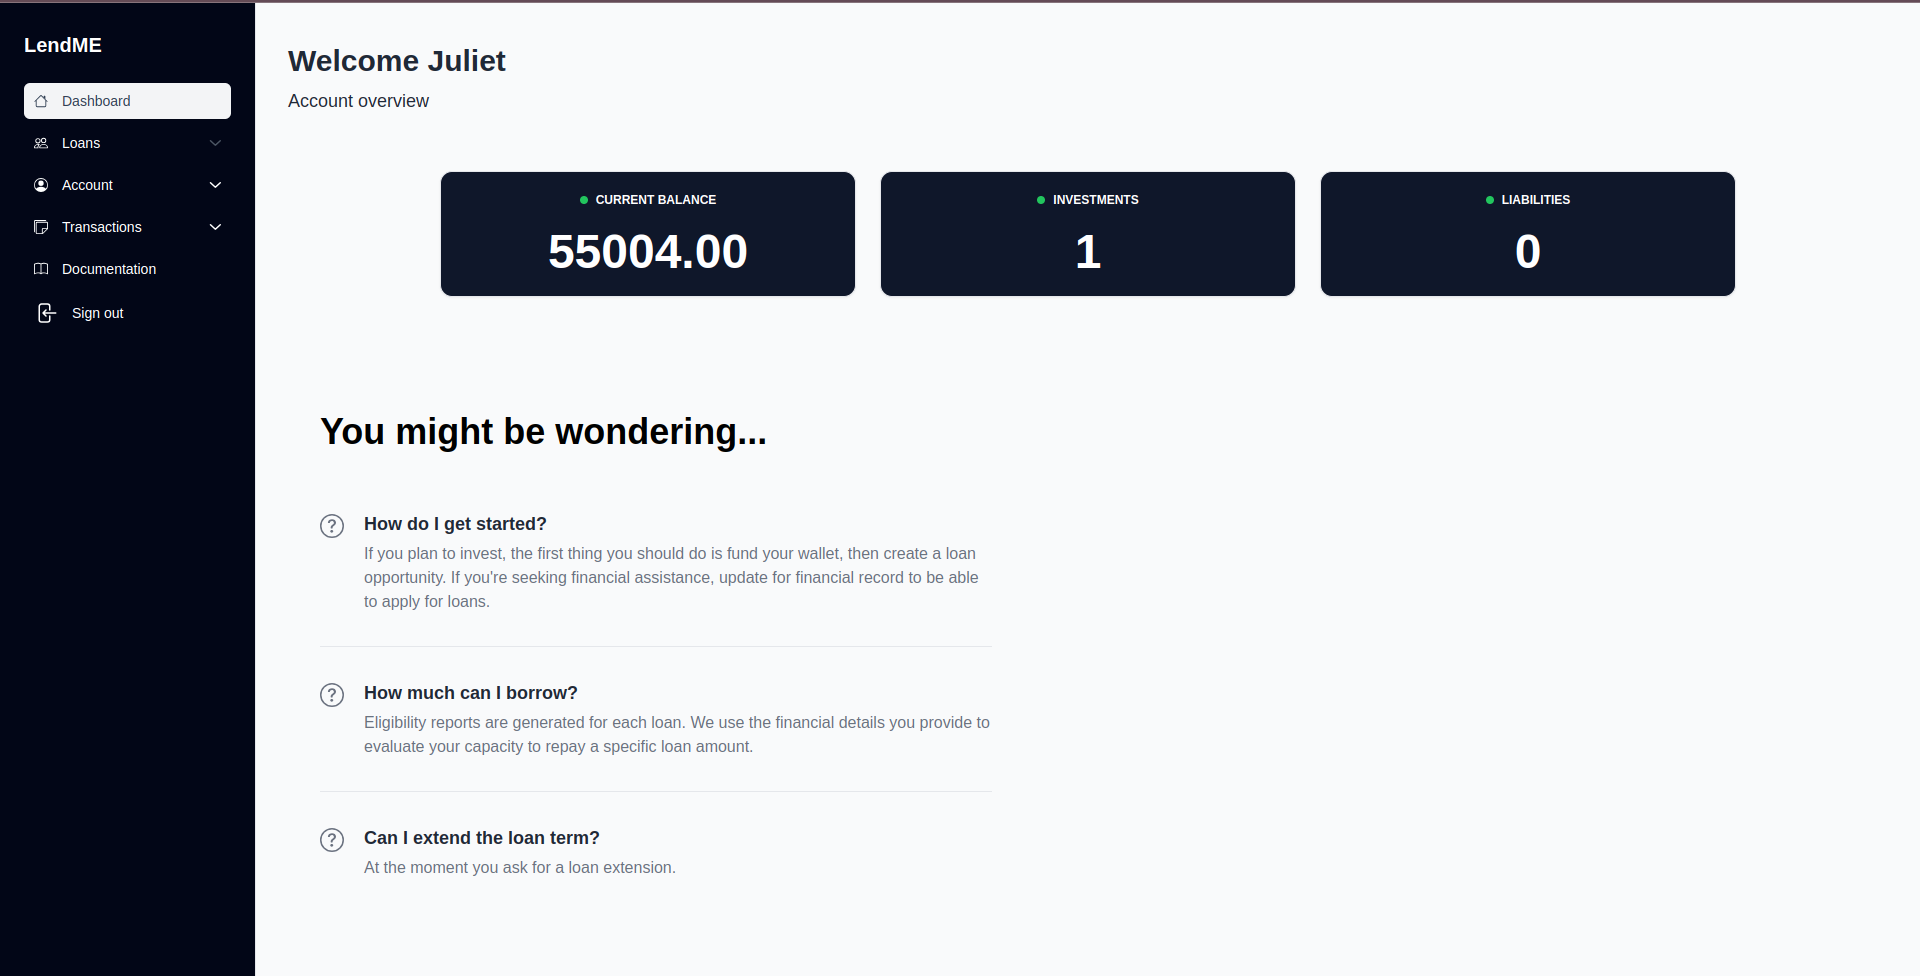 LendME
Dashboard
Loans
Account
Transactions
Documentation
Sign out
Welcome Juliet
Account overview
CURRENT BALANCE
55004.00
INVESTMENTS
1
LIABILITIES
0
You might be wondering...
How do I get started?
If you plan to invest, the first thing you should do is fund your wallet, then create a loan
opportunity. If you're seeking financial assistance, update for financial record to be able
to apply for loans.
How much can I borrow?
Eligibility reports are generated for each loan. We use the financial details you provide to
evaluate your capacity to repay a specific loan amount.
Can I extend the loan term?
At the moment you ask for a loan extension.